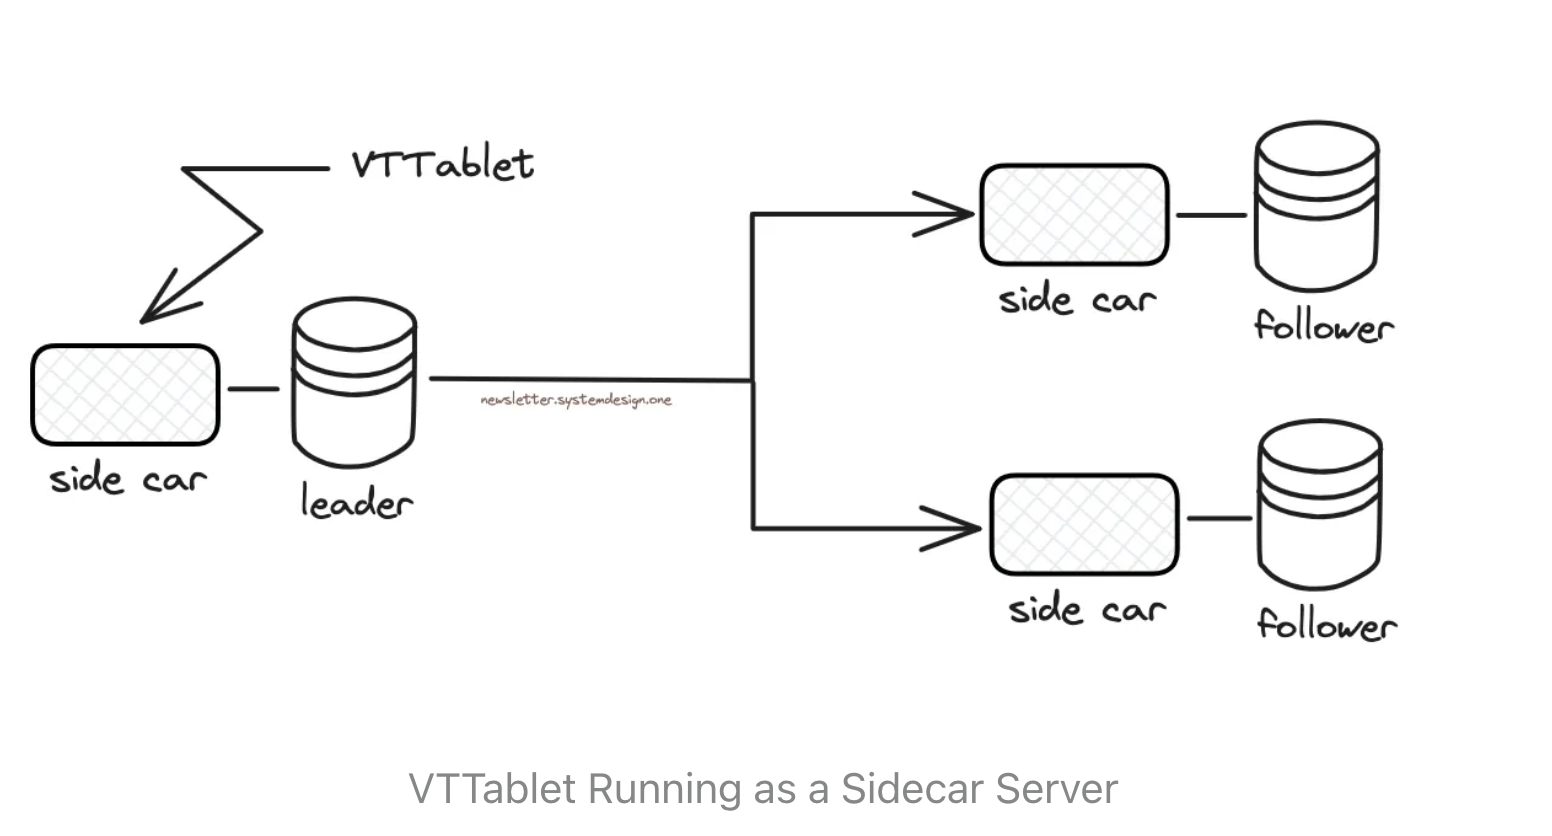 VTTablet
side car
follower
newsletter.systemdesign.one
side car
leader
side car
follower
VTTablet Running as a Sidecar Server